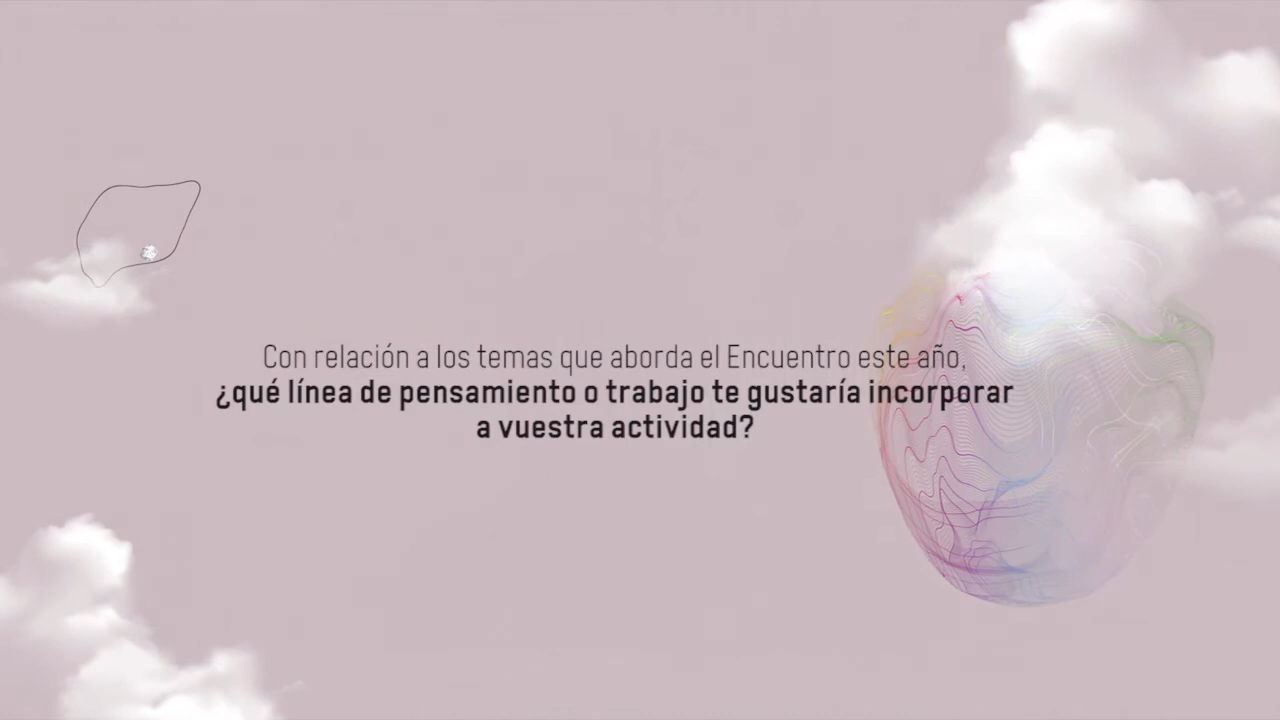 Con relación a los temas que aborda el Encuentro este año,
¿qué línea de pensamiento o trabajo te gustaría incorporar
a vuestra actividad?